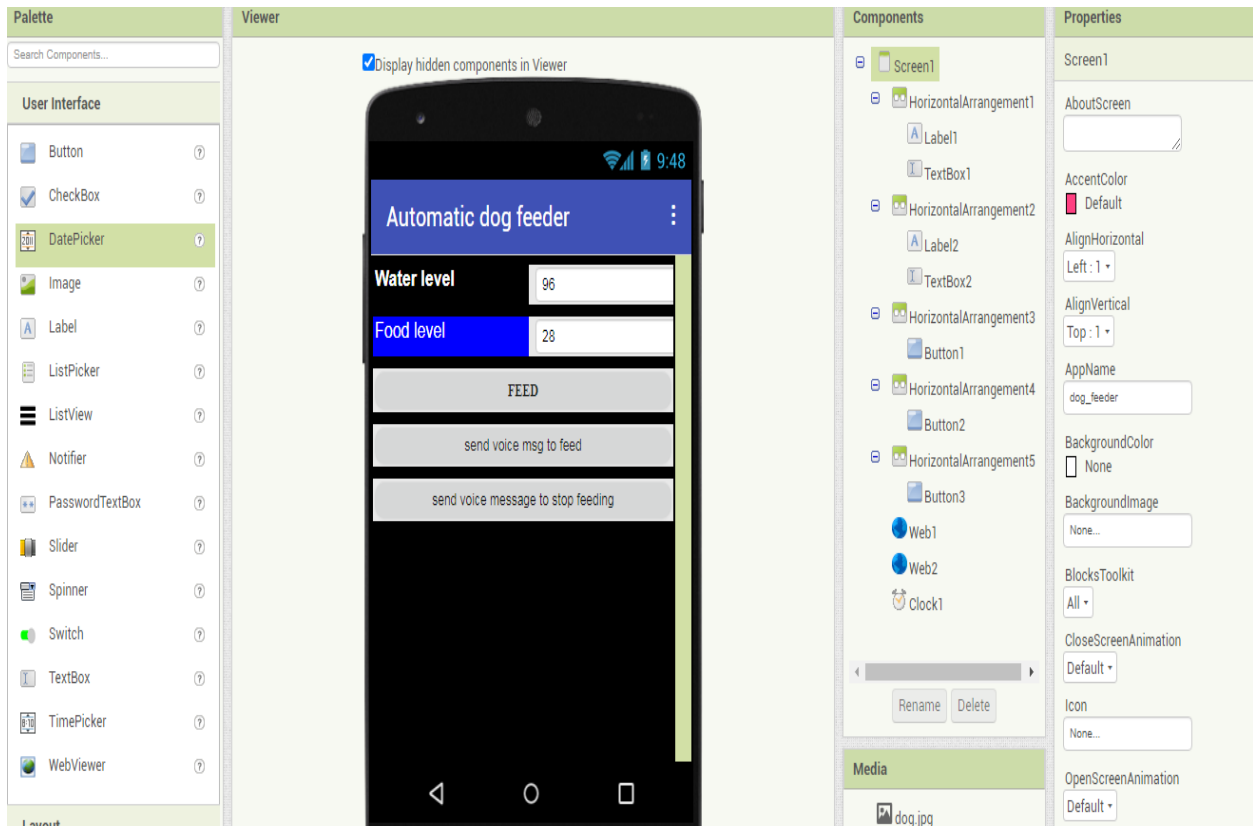 Palette
Search Components...
User Interface
Button
?
CheckBox
?
2011
DatePicker
?
Image
?
A
Label
?
ListPicker
?
ListView
?
Notifier
?
PasswordTextBox
?
Slider
?
Spinner
?
Switch
?
I
TextBox
?
8:10
TimePicker
?
WebViewer
?
Layout
Viewer
Display hidden components in Viewer
9:48
Automatic dog feeder
Water level
96
Food level
28
FEED
send voice msg to feed
send voice message to stop feeding
Components
Screen1
HorizontalArrangement1
A Label1
I TextBox1
HorizontalArrangement2
A Label2
I TextBox2
HorizontalArrangement3
Button1
HorizontalArrangement4
Button2
HorizontalArrangement5
Button3
Web1
Web2
Clock1
Rename Delete
Media
dog.jpg
Properties
Screen1
AboutScreen
AccentColor
Default
AlignHorizontal
Left : 1
AlignVertical
Top : 1
AppName
dog_feeder
BackgroundColor
None
BackgroundImage
None...
BlocksToolkit
All
CloseScreenAnimation
Default
Icon
None...
OpenScreenAnimation
Default